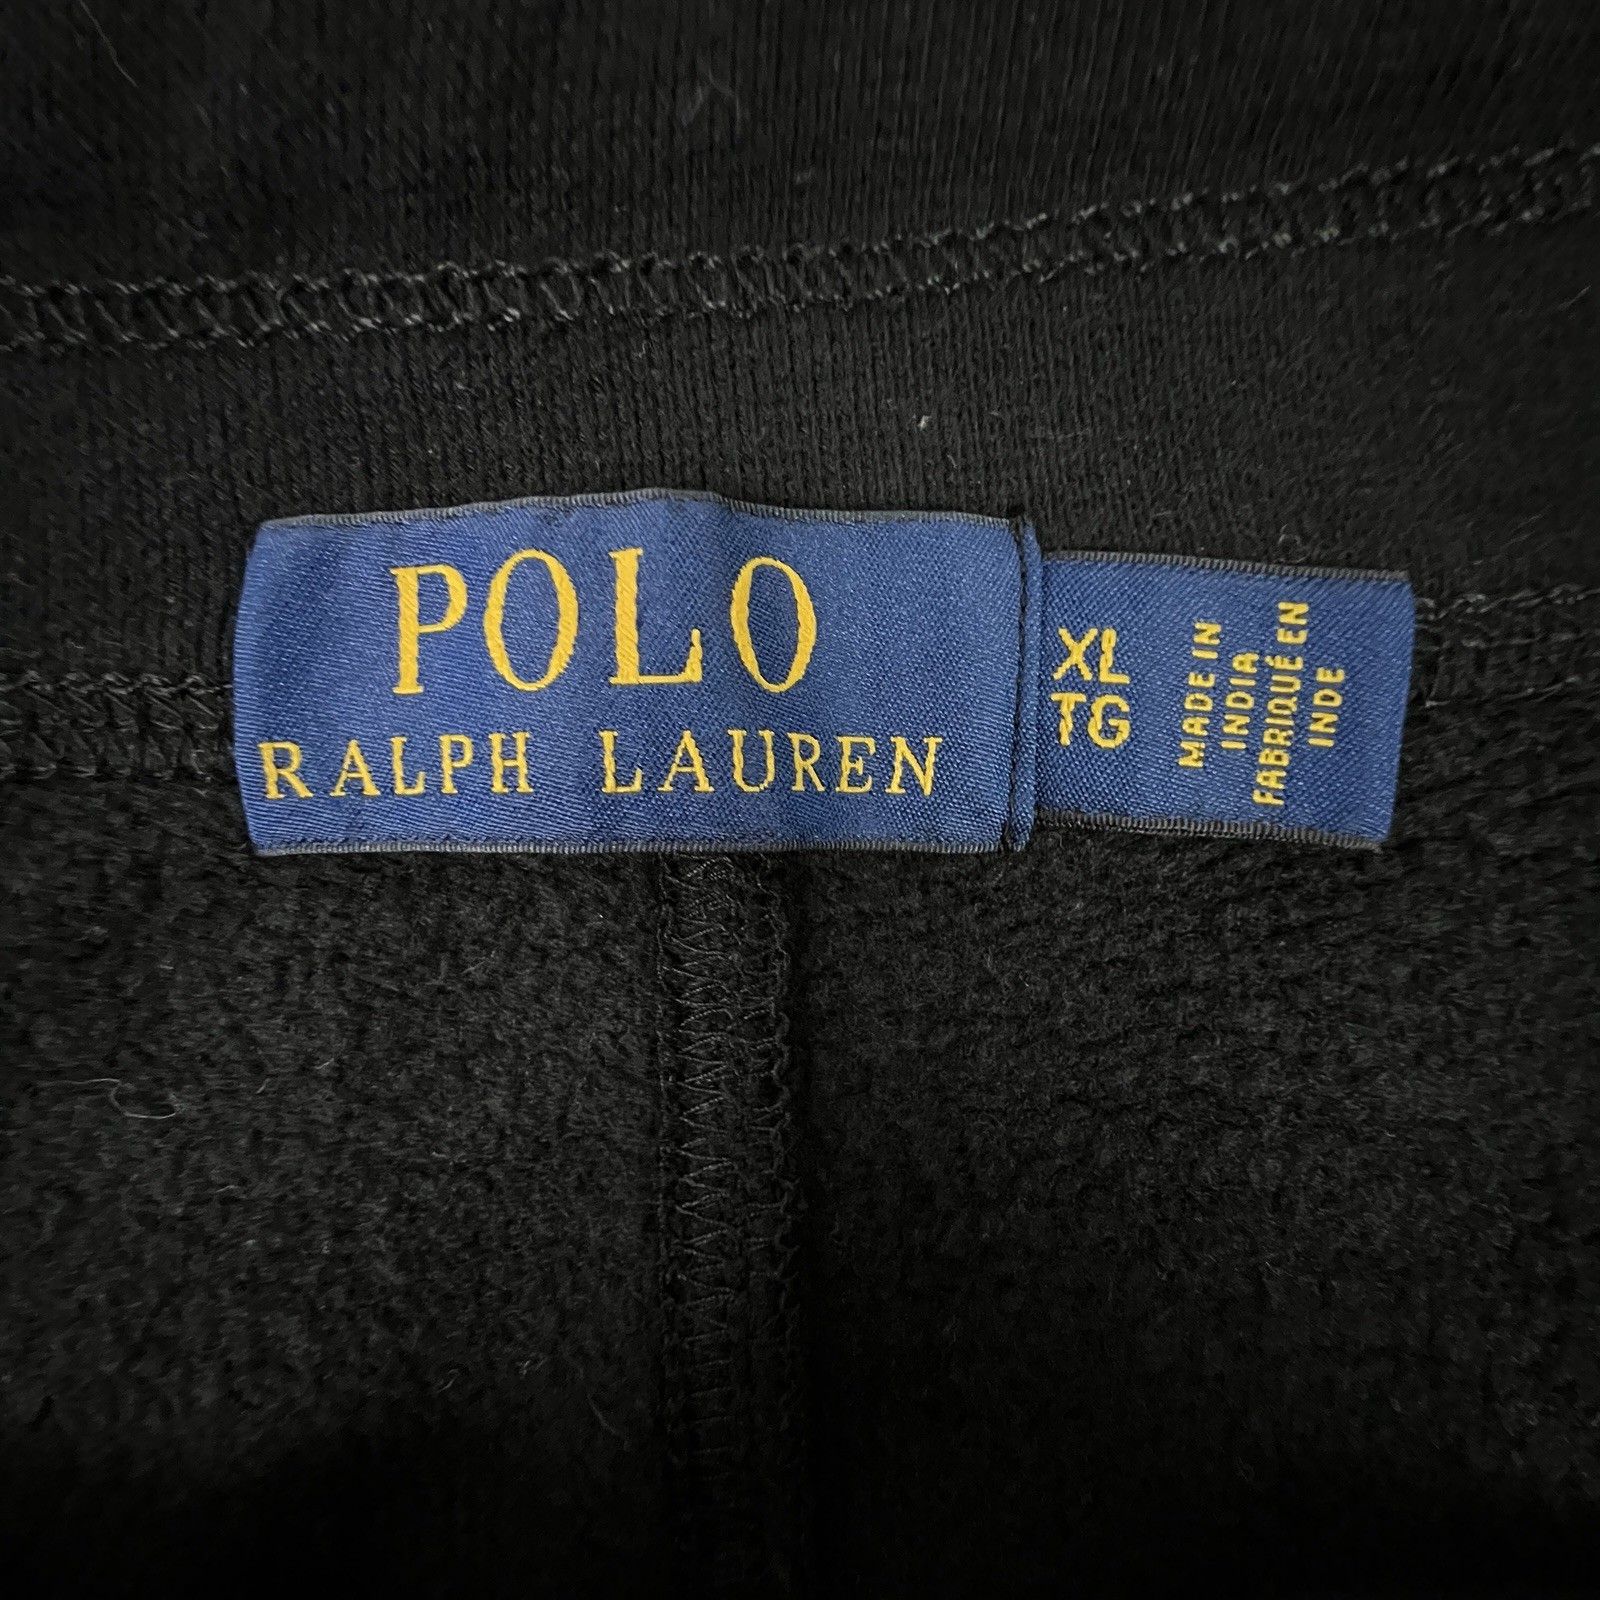 POLO
RALPH LAUREN
XL
TG
MADE IN
INDIA
FABRIQUÉ EN
INDE